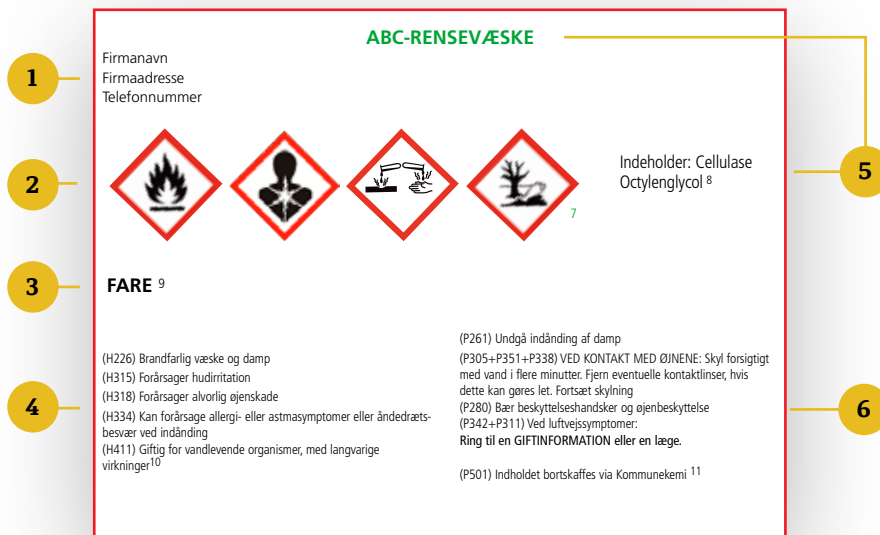 ABC-RENSEVÆSKE
1
Firmanavn
Firmaadresse
Telefonnummer
2
7
Indeholder: Cellulase
Octylenglycol 8
5
3
FARE 9
4
(H226) Brandfarlig væske og damp
(H315) Forårsager hudirritation
(H318) Forårsager alvorlig øjenskade
(H334) Kan forårsage allergi- eller astmasymptomer eller åndedræts-
besvær ved indånding
(H411) Giftig for vandlevende organismer, med langvarige
virkninger10
(P261) Undgå indånding af damp
(P305+P351+P338) VED KONTAKT MED ØJNENE: Skyl forsigtigt
med vand i flere minutter. Fjern eventuelle kontaktlinser, hvis
dette kan gøres let. Fortsæt skylning
(P280) Bær beskyttelseshandsker og øjenbeskyttelse
(P342+P311) Ved luftvejssymptomer:
Ring til en GIFTINFORMATION eller en læge.
(P501) Indholdet bortskaffes via Kommunekemi 11
6